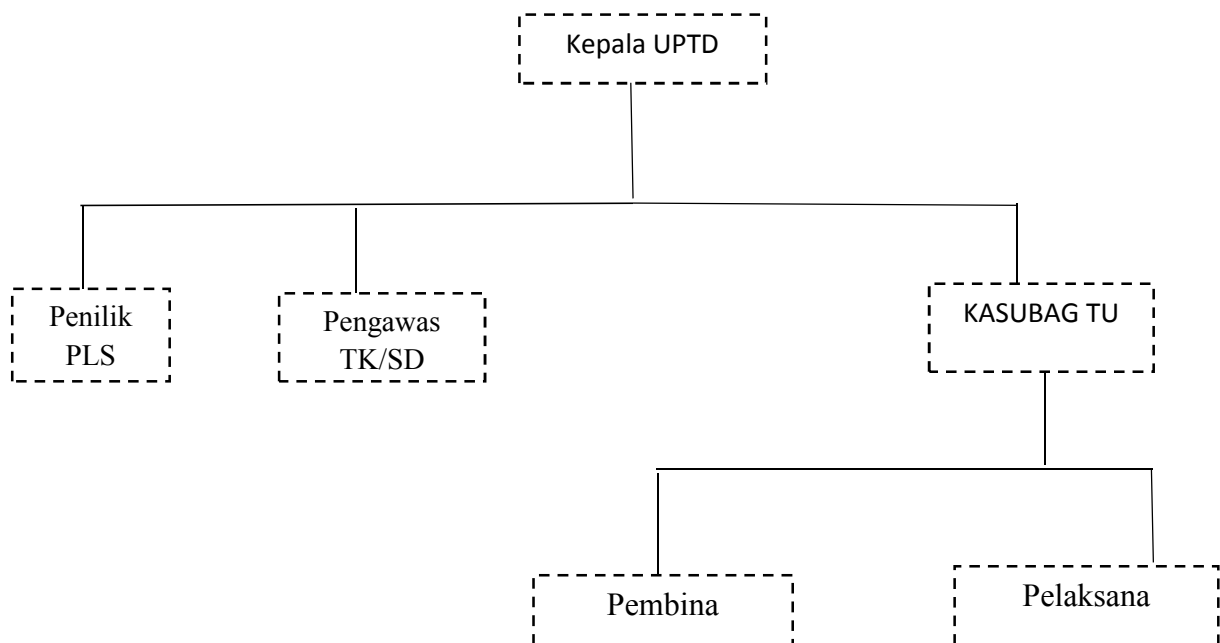 Kepala UPTD
Penilik
PLS
Pengawas
TK/SD
KASUBAG TU
Pembina
Pelaksana